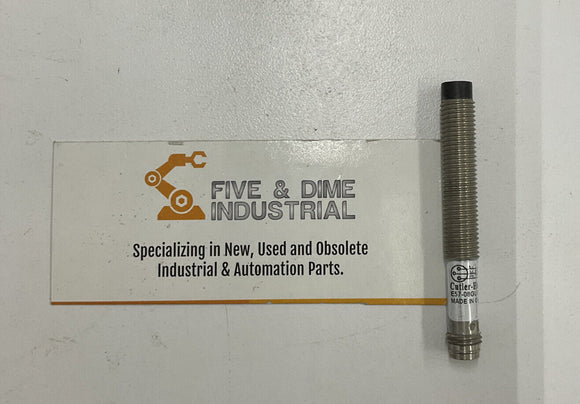 FIVE & DIME
INDUSTRIAL
Specializing in New, Used and Obsolete
Industrial & Automation Parts.
MADE IN